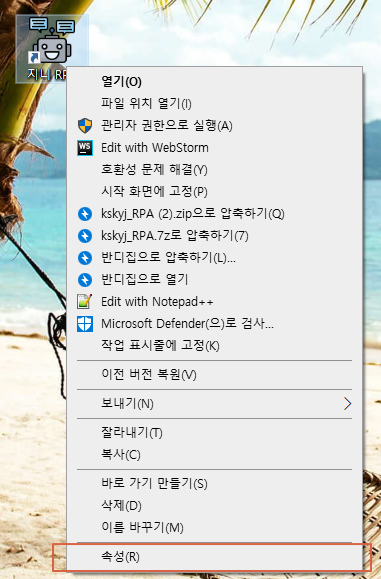 지니 RP
열기(O)
파일 위치 열기(I)
관리자 권한으로 실행(A)
WS Edit with WebStorm
호환성 문제 해결(Y)
시작 화면에 고정(P)
kskyj_RPA (2).zip으로 압축하기(Q)
kskyj_RPA.7z로 압축하기(7)
반디집으로 압축하기(L)...
반디집으로 열기
Edit with Notepad++
Microsoft Defender(으)로 검사...
작업 표시줄에 고정(K)
이전 버전 복원(V)
보내기(N)
잘라내기(T)
복사(C)
바로 가기 만들기(S)
삭제(D)
이름 바꾸기(M)
속성(R)